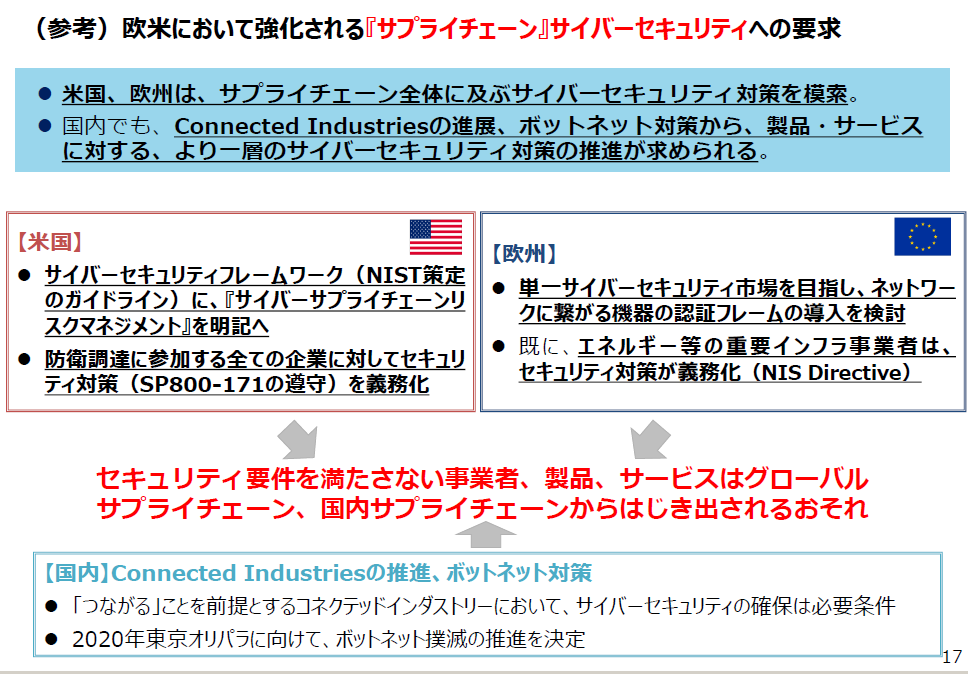 （参考）欧米において強化される『サプライチェーン』サイバーセキュリティへの要求
● 米国、欧州は、サプライチェーン全体に及ぶサイバーセキュリティ対策を模索。
● 国内でも、Connected Industriesの進展、ボットネット対策から、製品・サービス
に対する、より一層のサイバーセキュリティ対策の推進が求められる。
【米国】
● サイバーセキュリティフレームワーク（NIST策定
のガイドライン）に、『サイバーサプライチェーンリ
スクマネジメント』を明記へ
● 防衛調達に参加する全ての企業に対してセキュリ
ティ対策（SP800-171の遵守）を義務化
【欧州】
● 単一サイバーセキュリティ市場を目指し、ネットワー
クに繋がる機器の認証フレームの導入を検討
● 既に、エネルギー等の重要インフラ事業者は、
セキュリティ対策が義務化（NIS Directive）
セキュリティ要件を満たさない事業者、製品、サービスはグローバル
サプライチェーン、国内サプライチェーンからはじき出されるおそれ
【国内】Connected Industriesの推進、ボットネット対策
● 「つながる」ことを前提とするコネクテッドインダストリーにおいて、サイバーセキュリティの確保は必要条件
● 2020年東京オリパラに向けて、ボットネット撲滅の推進を決定
17